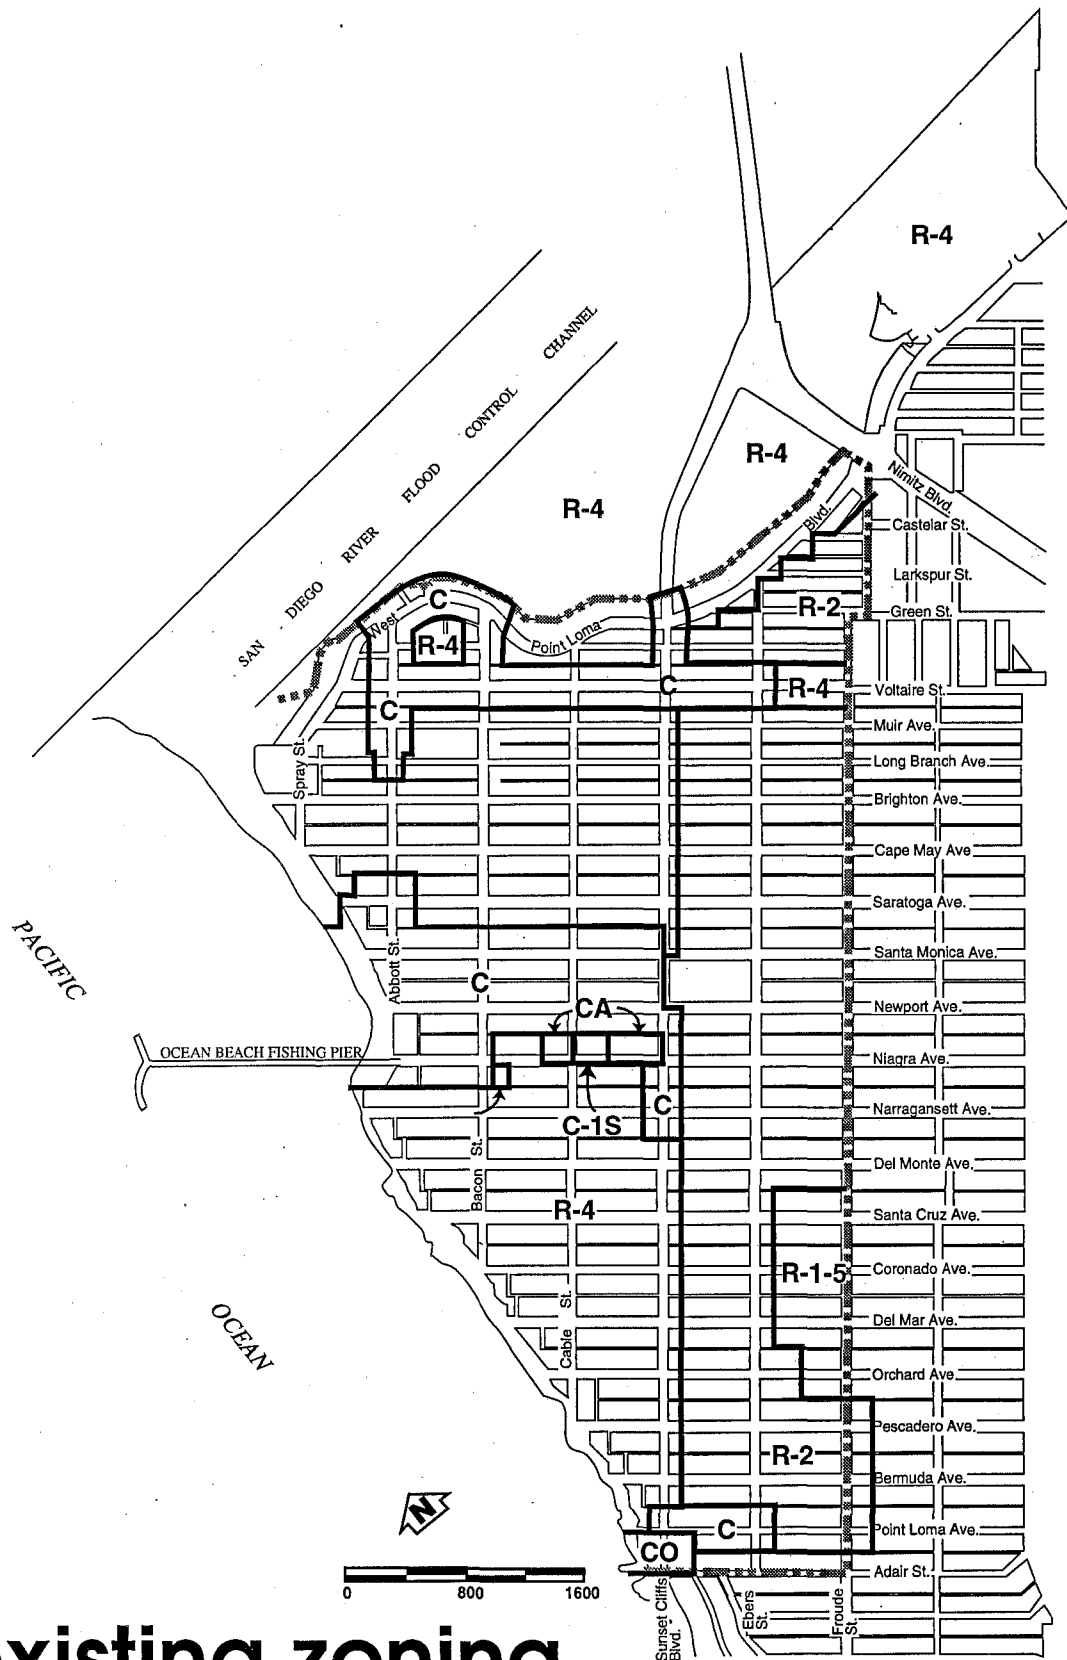 R-4
SAN DIEGO RIVER FLOOD CONTROL CHANNEL
R-4
R-4
Nimitz Blvd.
Blvd.
Castelar St.
Larkspur St.
C
West
R-4
Point Loma
R-2
Green St.
C
R-4
Voltaire St.
C
Muir Ave.
Spray St.
Long Branch Ave.
Brighton Ave.
Cape May Ave
Saratoga Ave.
PACIFIC
Abbott St.
Santa Monica Ave.
C
CA
Newport Ave.
OCEAN BEACH FISHING PIER
Niagra Ave.
C
Narragansett Ave.
C-1S
Bacon St.
Del Monte Ave.
R-4
Santa Cruz Ave.
R-1-5
Coronado Ave.
OCEAN
Cable St.
Del Mar Ave.
Orchard Ave.
Pescadero Ave.
R-2
Bermuda Ave.
N
C
Point Loma Ave.
CO
Adair St.
0 800 1600
Sunset Cliffs
Blvd.
Ebers
St.
Froude
St.
xisting zoning